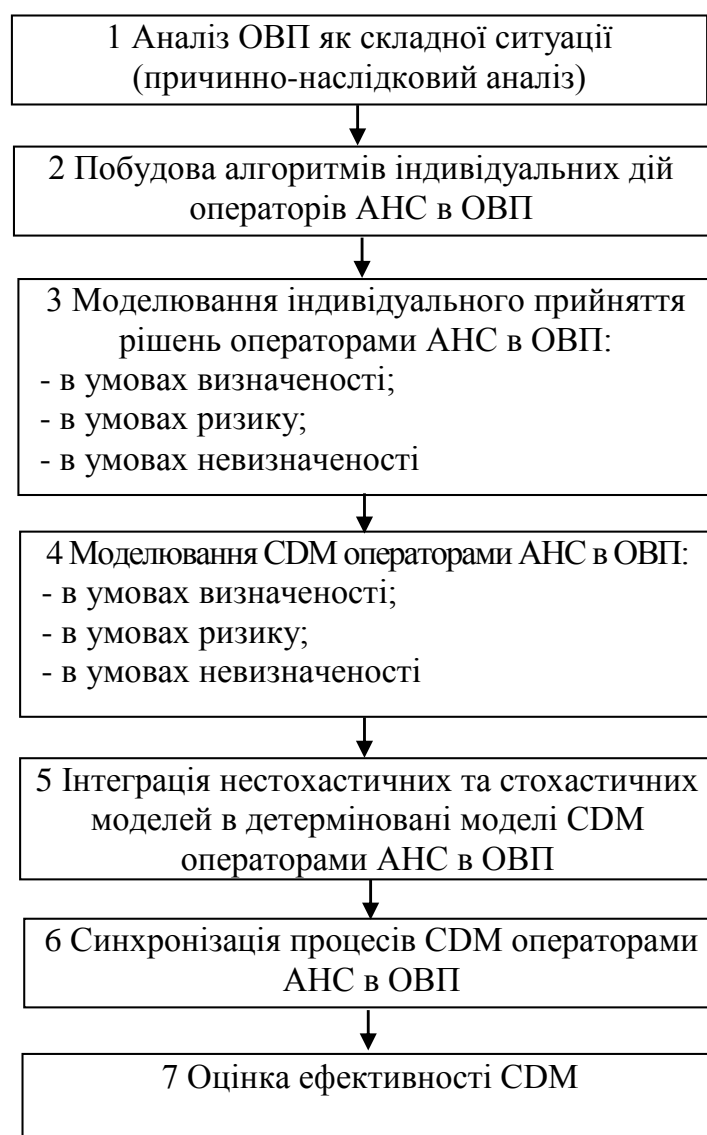 1 Аналіз ОВП як складної ситуації
(причинно-наслідковий аналіз)
2 Побудова алгоритмів індивідуальних дій
операторів АНС в ОВП
3 Моделювання індивідуального прийняття
рішень операторами АНС в ОВП:
- в умовах визначеності;
- в умовах ризику;
- в умовах невизначеності
4 Моделювання CDM операторами АНС в ОВП:
- в умовах визначеності;
- в умовах ризику;
- в умовах невизначеності
5 Інтеграція нестохастичних та стохастичних
моделей в детерміновані моделі CDM
операторами АНС в ОВП
6 Синхронізація процесів CDM операторами
АНС в ОВП
7 Оцінка ефективності CDM